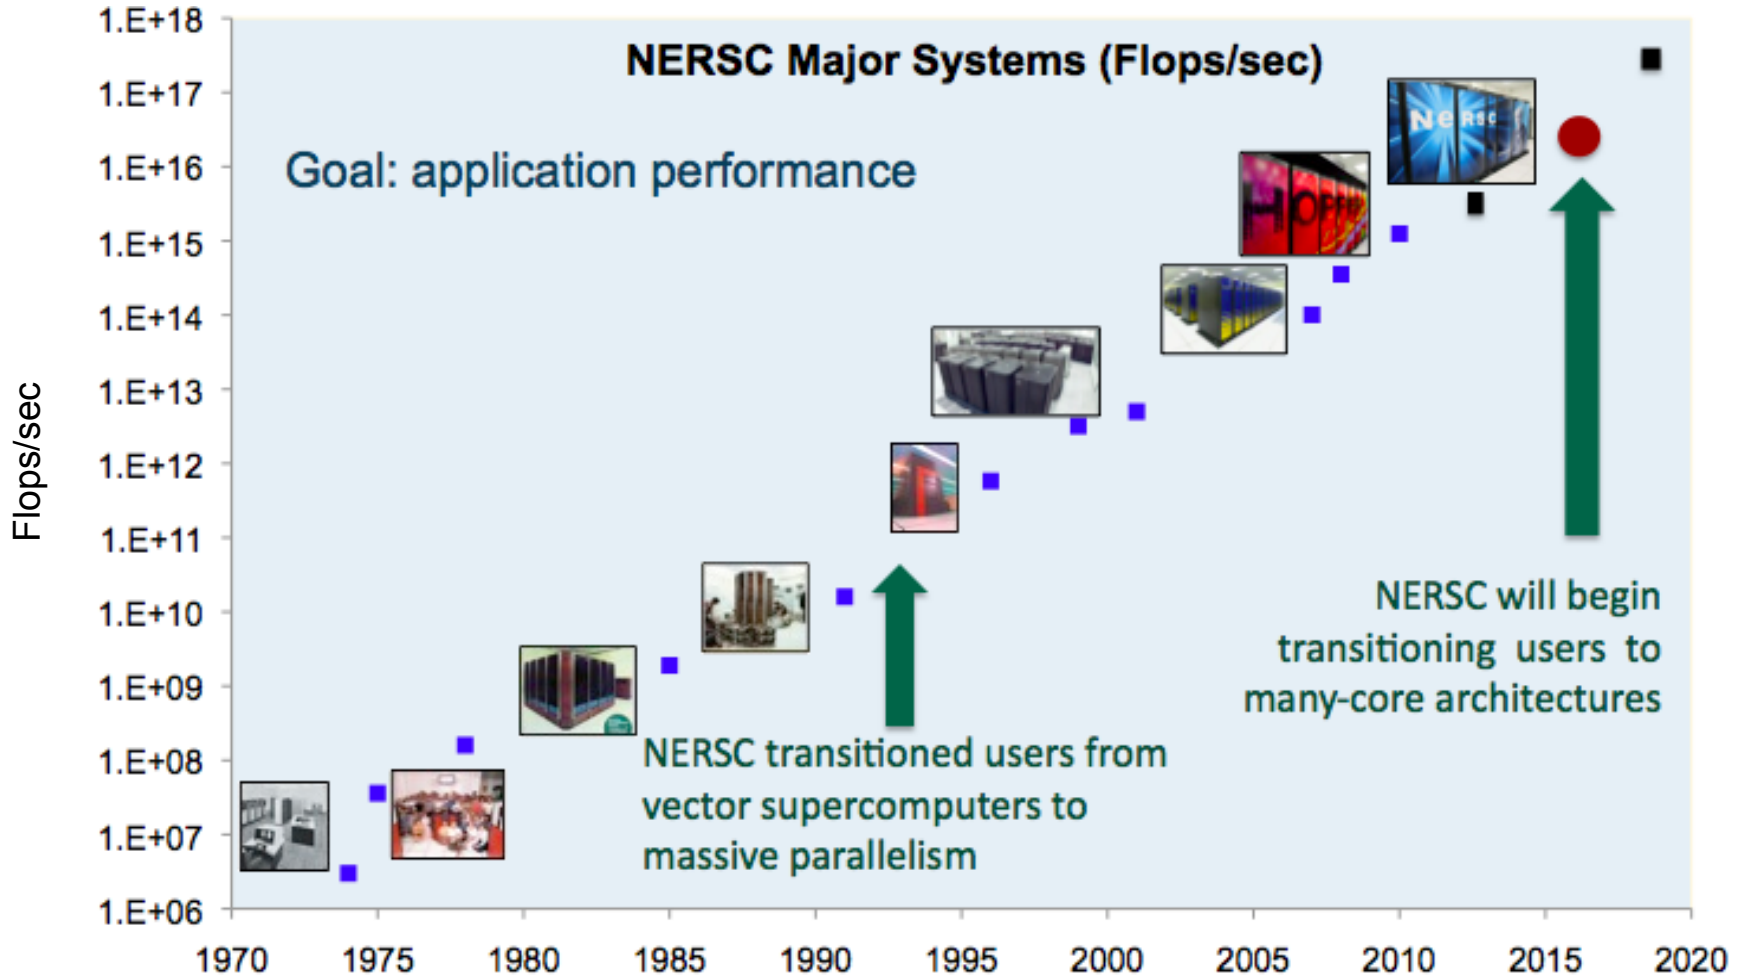 NERSC Major Systems (Flops/sec)
Goal: application performance
Flops/sec
1.E+18
1.E+17
1.E+16
1.E+15
1.E+14
1.E+13
1.E+12
1.E+11
1.E+10
1.E+09
1.E+08
1.E+07
1.E+06
NeRSC
HOPPER
NERSC will begin
transitioning users to
many-core architectures
NERSC transitioned users from
vector supercomputers to
massive parallelism
1970 1975 1980 1985 1990 1995 2000 2005 2010 2015 2020